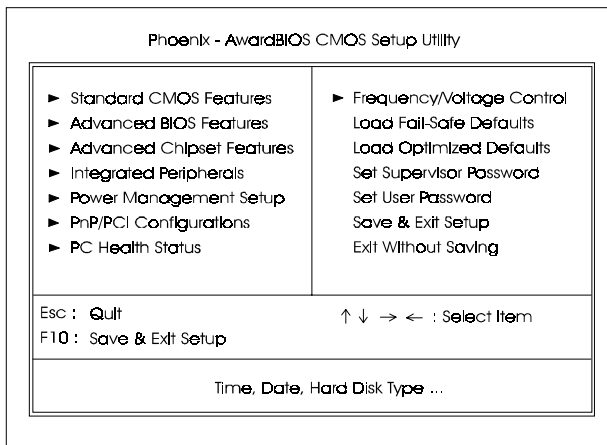 Phoenix - AwardBIOS CMOS Setup Utility
► Standard CMOS Features
► Advanced BIOS Features
► Advanced Chipset Features
► Integrated Peripherals
► Power Management Setup
► PnP/PCI Configurations
► PC Health Status
► Frequency/Voltage Control
Load Fail-Safe Defaults
Load Optimized Defaults
Set Supervisor Password
Set User Password
Save & Exit Setup
Exit Without Saving
Esc : Quit
F10 : Save & Exit Setup
↑ ↓ → ← : Select Item
Time, Date, Hard Disk Type ...